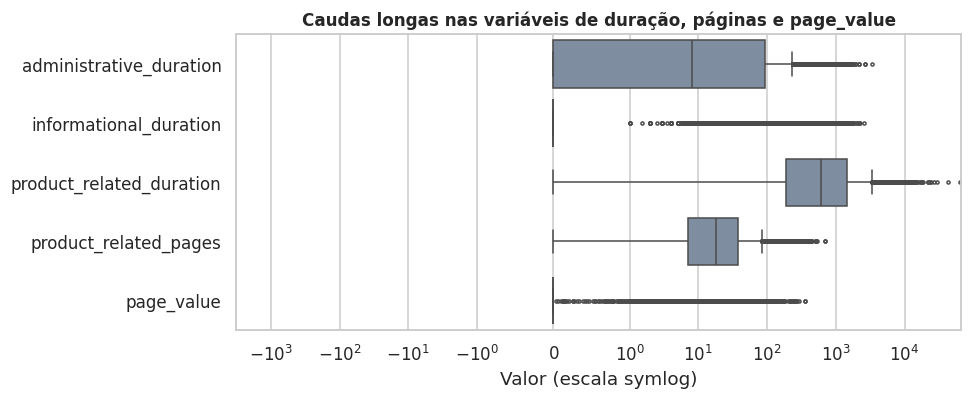 Caudas longas nas variáveis de duração, páginas e page_value
administrative_duration
informational_duration
product_related_duration
product_related_pages
page_value
−10³ −10² −10¹ −10⁰ 0 10⁰ 10¹ 10² 10³ 10⁴
Valor (escala symlog)